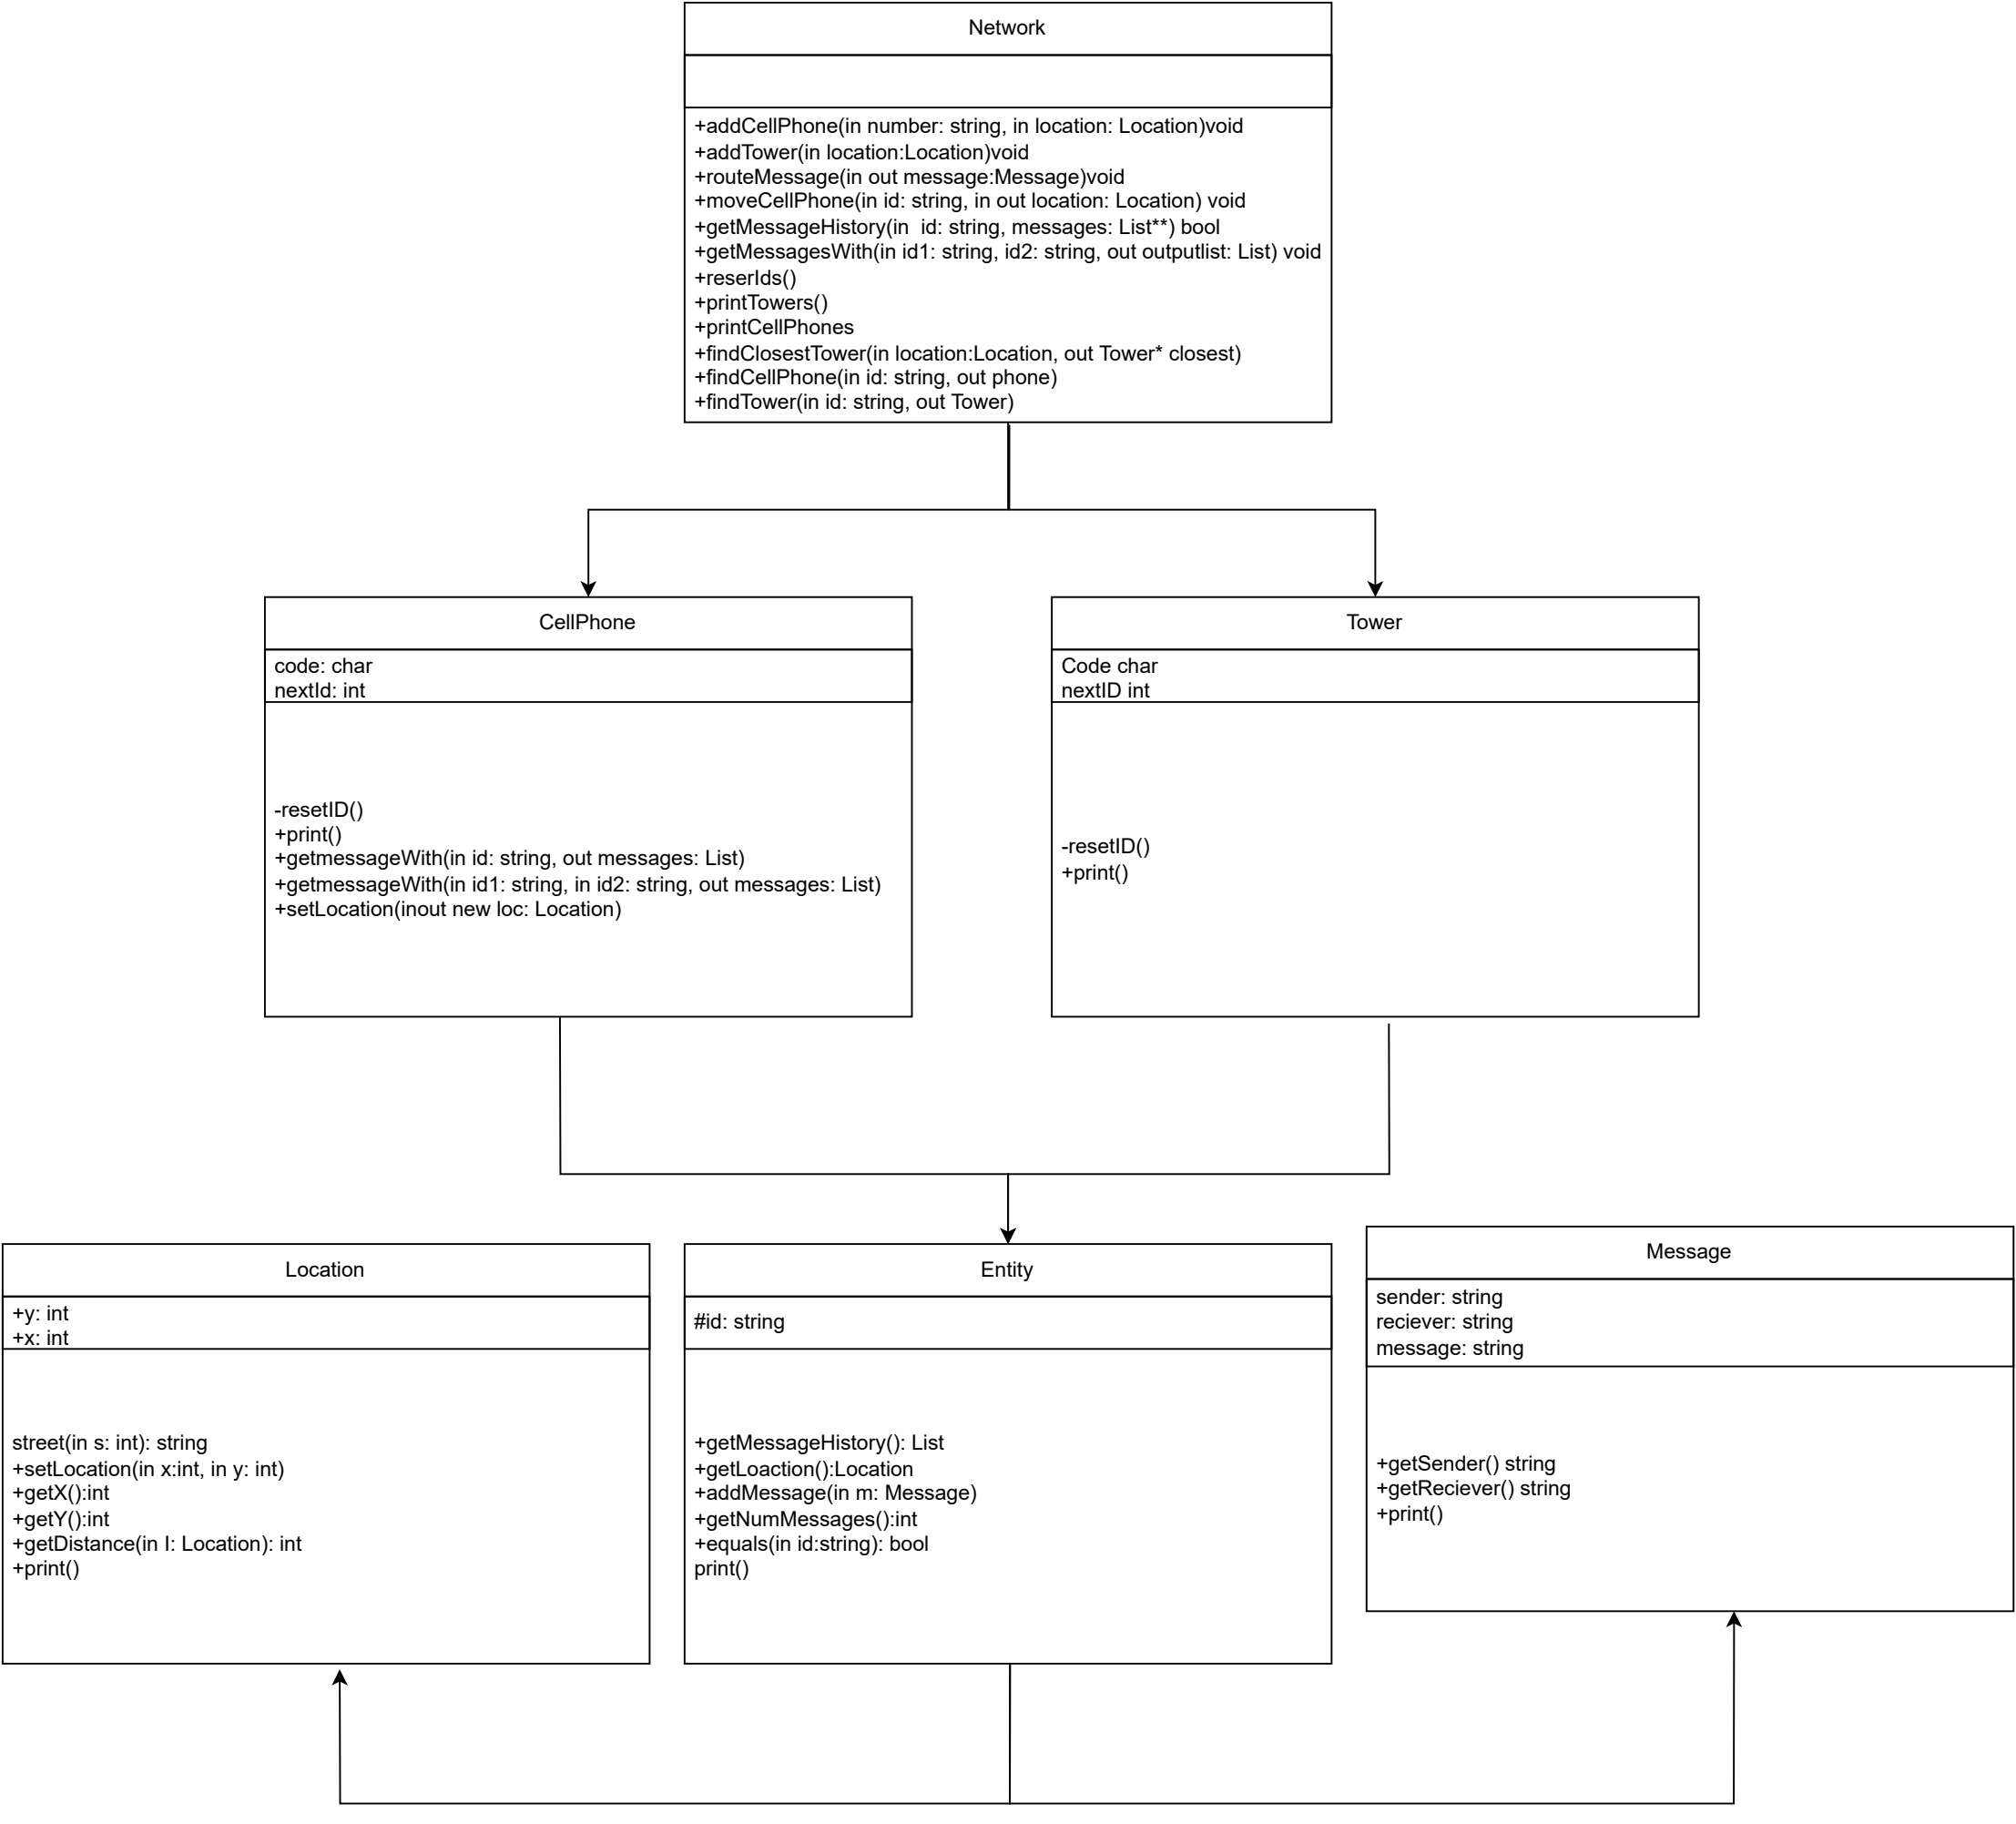 Network
+addCellPhone(in number: string, in location: Location)void
+addTower(in location:Location)void
+routeMessage(in out message:Message)void
+moveCellPhone(in id: string, in out location: Location) void
+getMessageHistory(in  id: string, messages: List**) bool
+getMessagesWith(in id1: string, id2: string, out outputlist: List) void
+reserIds()
+printTowers()
+printCellPhones
+findClosestTower(in location:Location, out Tower* closest)
+findCellPhone(in id: string, out phone)
+findTower(in id: string, out Tower)
CellPhone
code: char
nextId: int
-resetID()
+print()
+getmessageWith(in id: string, out messages: List)
+getmessageWith(in id1: string, in id2: string, out messages: List)
+setLocation(inout new loc: Location)
Tower
Code char
nextID int
-resetID()
+print()
Location
+y: int
+x: int
street(in s: int): string
+setLocation(in x:int, in y: int)
+getX():int
+getY():int
+getDistance(in l: Location): int
+print()
Entity
#id: string
+getMessageHistory(): List
+getLoaction():Location
+addMessage(in m: Message)
+getNumMessages():int
+equals(in id:string): bool
print()
Message
sender: string
reciever: string
message: string
+getSender() string
+getReciever() string
+print()